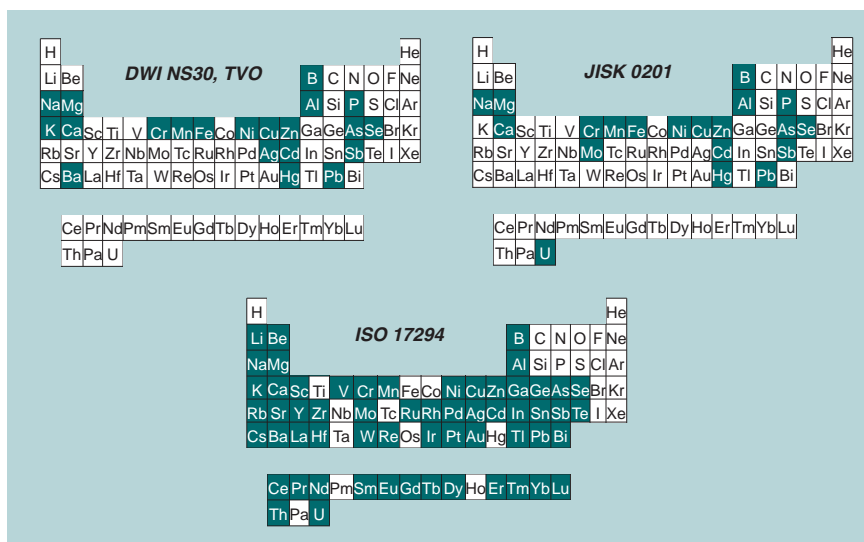 H He
Li Be DWI NS30, TVO B C N O F Ne
Na Mg Al Si P S Cl Ar
K Ca Sc Ti V Cr Mn Fe Co Ni Cu Zn Ga Ge As Se Br Kr
Rb Sr Y Zr Nb Mo Tc Ru Rh Pd Ag Cd In Sn Sb Te I Xe
Cs Ba La Hf Ta W Re Os Ir Pt Au Hg Tl Pb Bi
Ce Pr Nd Pm Sm Eu Gd Tb Dy Ho Er Tm Yb Lu
Th Pa U
H He
Li Be JISK 0201 B C N O F Ne
Na Mg Al Si P S Cl Ar
K Ca Sc Ti V Cr Mn Fe Co Ni Cu Zn Ga Ge As Se Br Kr
Rb Sr Y Zr Nb Mo Tc Ru Rh Pd Ag Cd In Sn Sb Te I Xe
Cs Ba La Hf Ta W Re Os Ir Pt Au Hg Tl Pb Bi
Ce Pr Nd Pm Sm Eu Gd Tb Dy Ho Er Tm Yb Lu
Th Pa U
H He
Li Be ISO 17294 B C N O F Ne
Na Mg Al Si P S Cl Ar
K Ca Sc Ti V Cr Mn Fe Co Ni Cu Zn Ga Ge As Se Br Kr
Rb Sr Y Zr Nb Mo Tc Ru Rh Pd Ag Cd In Sn Sb Te I Xe
Cs Ba La Hf Ta W Re Os Ir Pt Au Hg Tl Pb Bi
Ce Pr Nd Pm Sm Eu Gd Tb Dy Ho Er Tm Yb Lu
Th Pa U